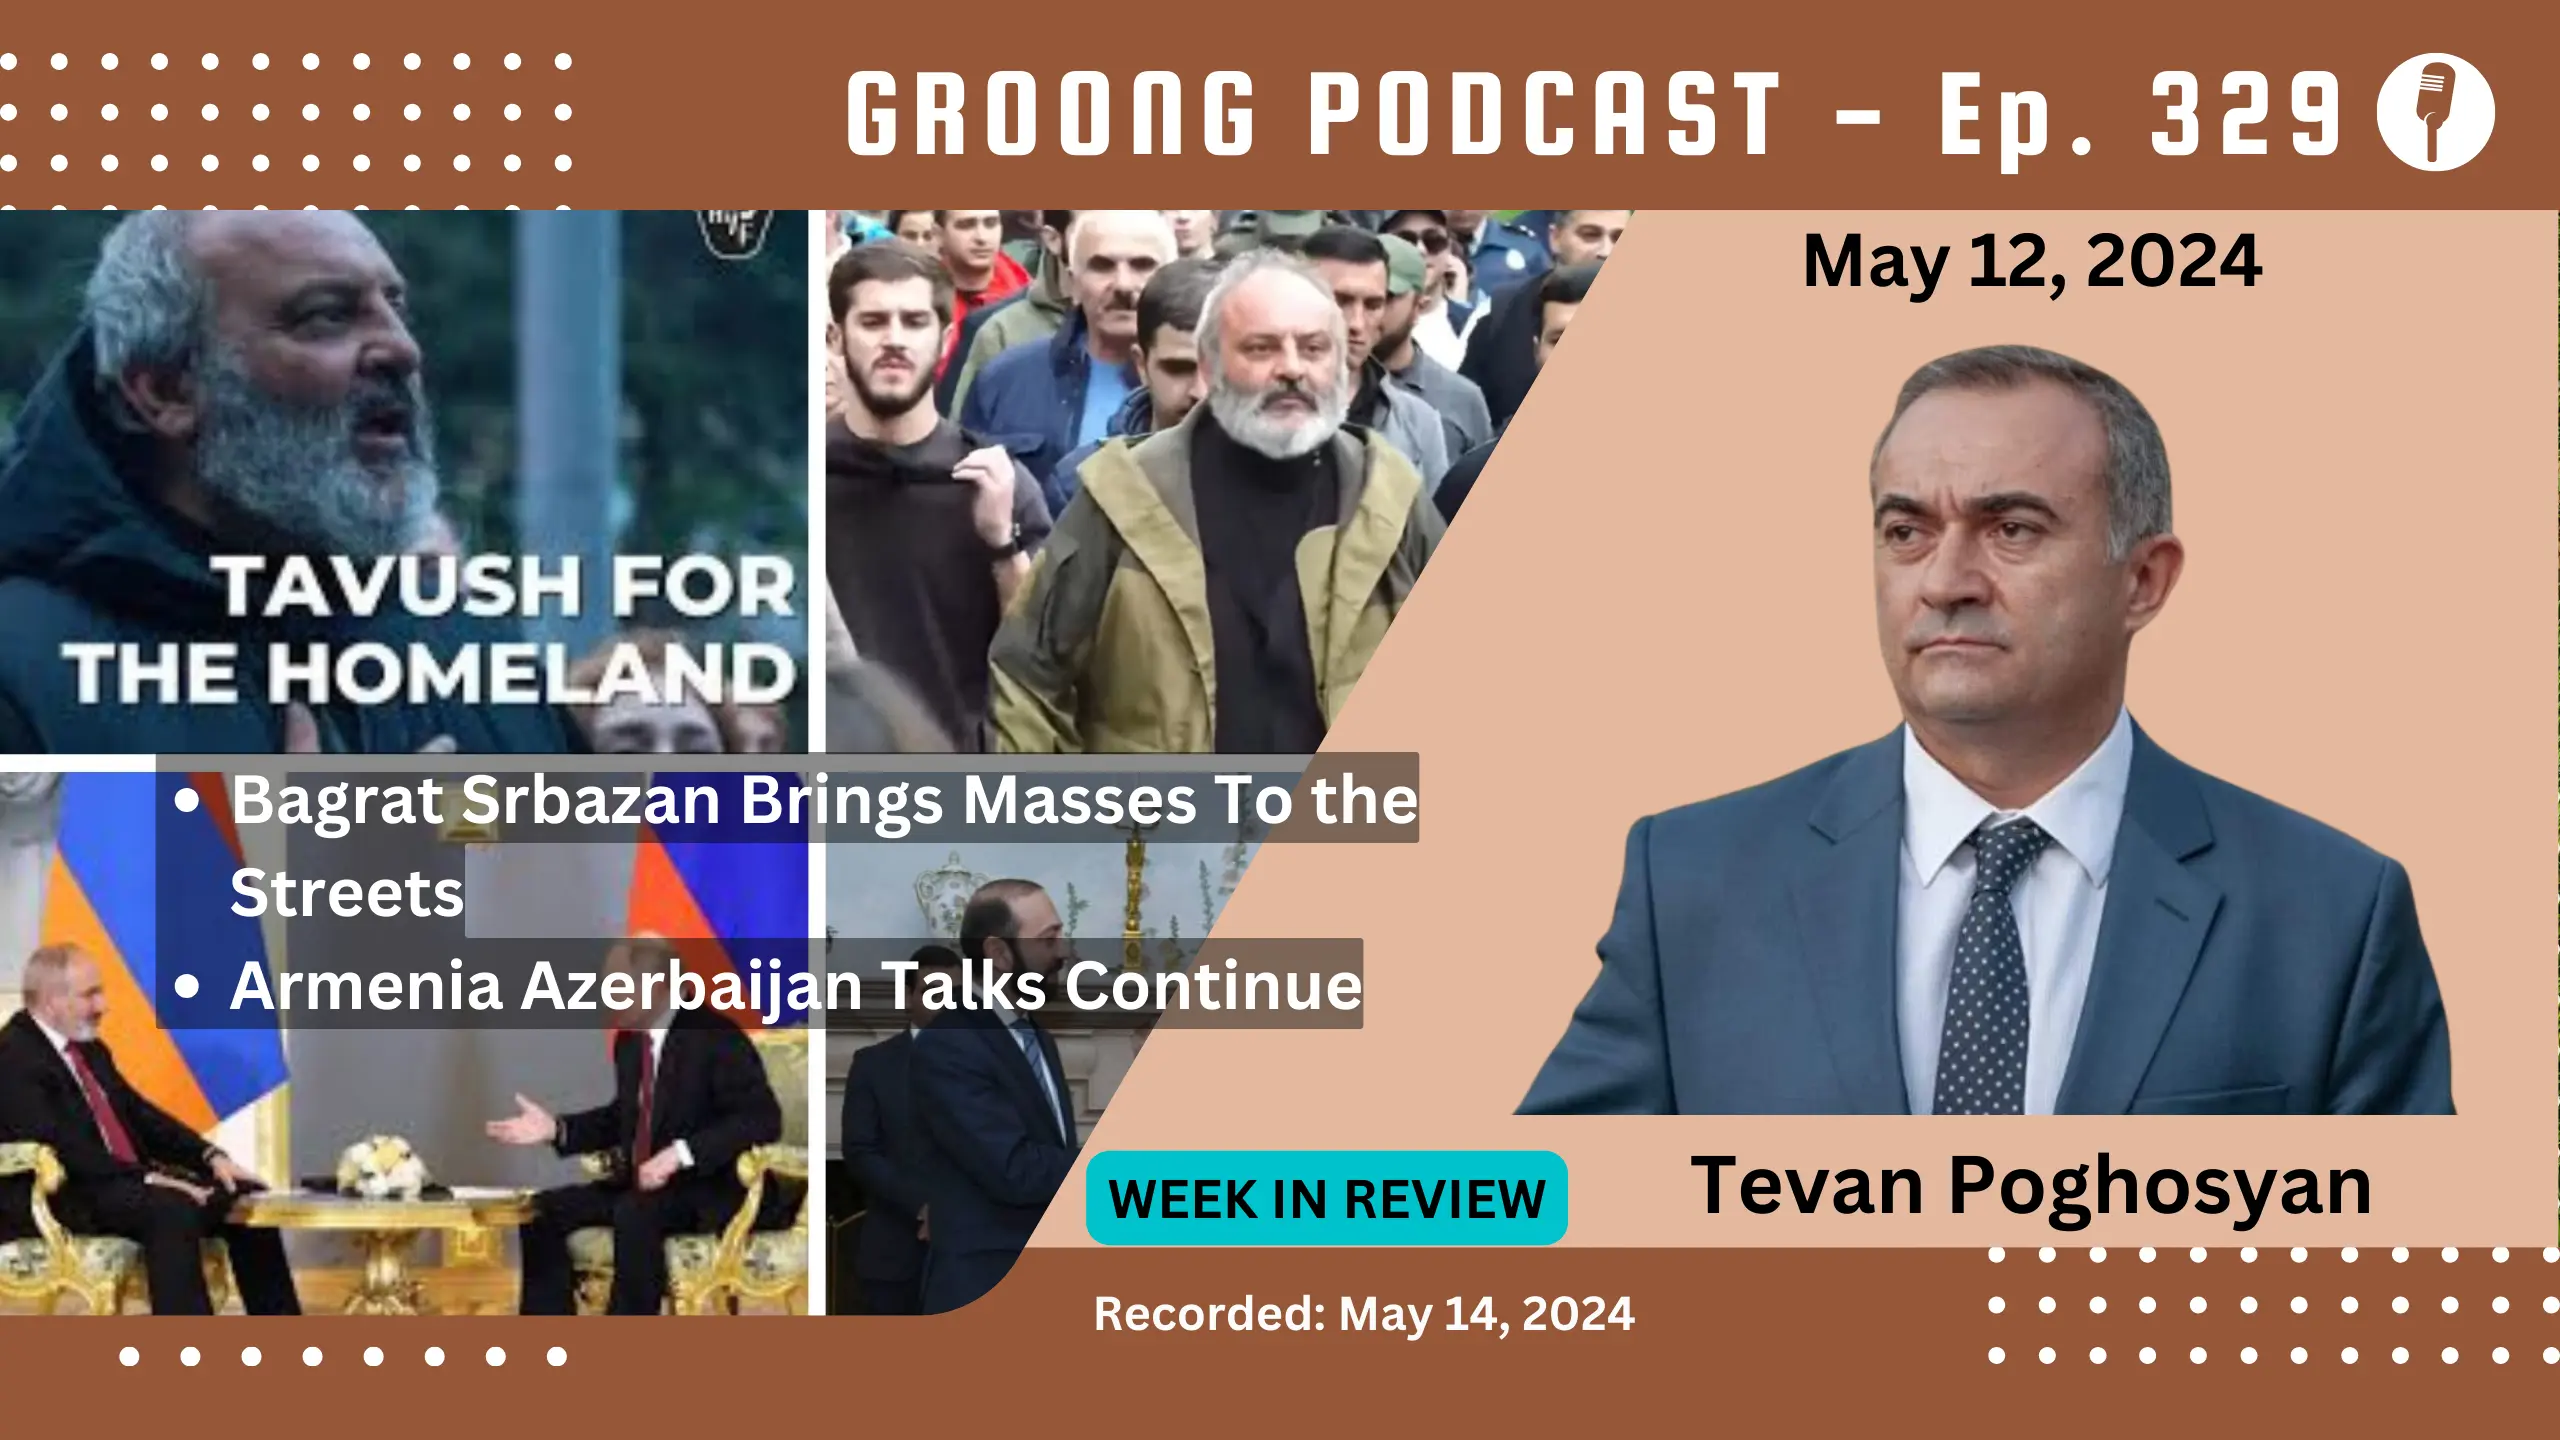 GROONG PODCAST - Ep. 329
May 12, 2024
TAVUSH FOR
THE HOMELAND
• Bagrat Srbazan Brings Masses To the
Streets
• Armenia Azerbaijan Talks Continue
WEEK IN REVIEW
Tevan Poghosyan
Recorded: May 14, 2024